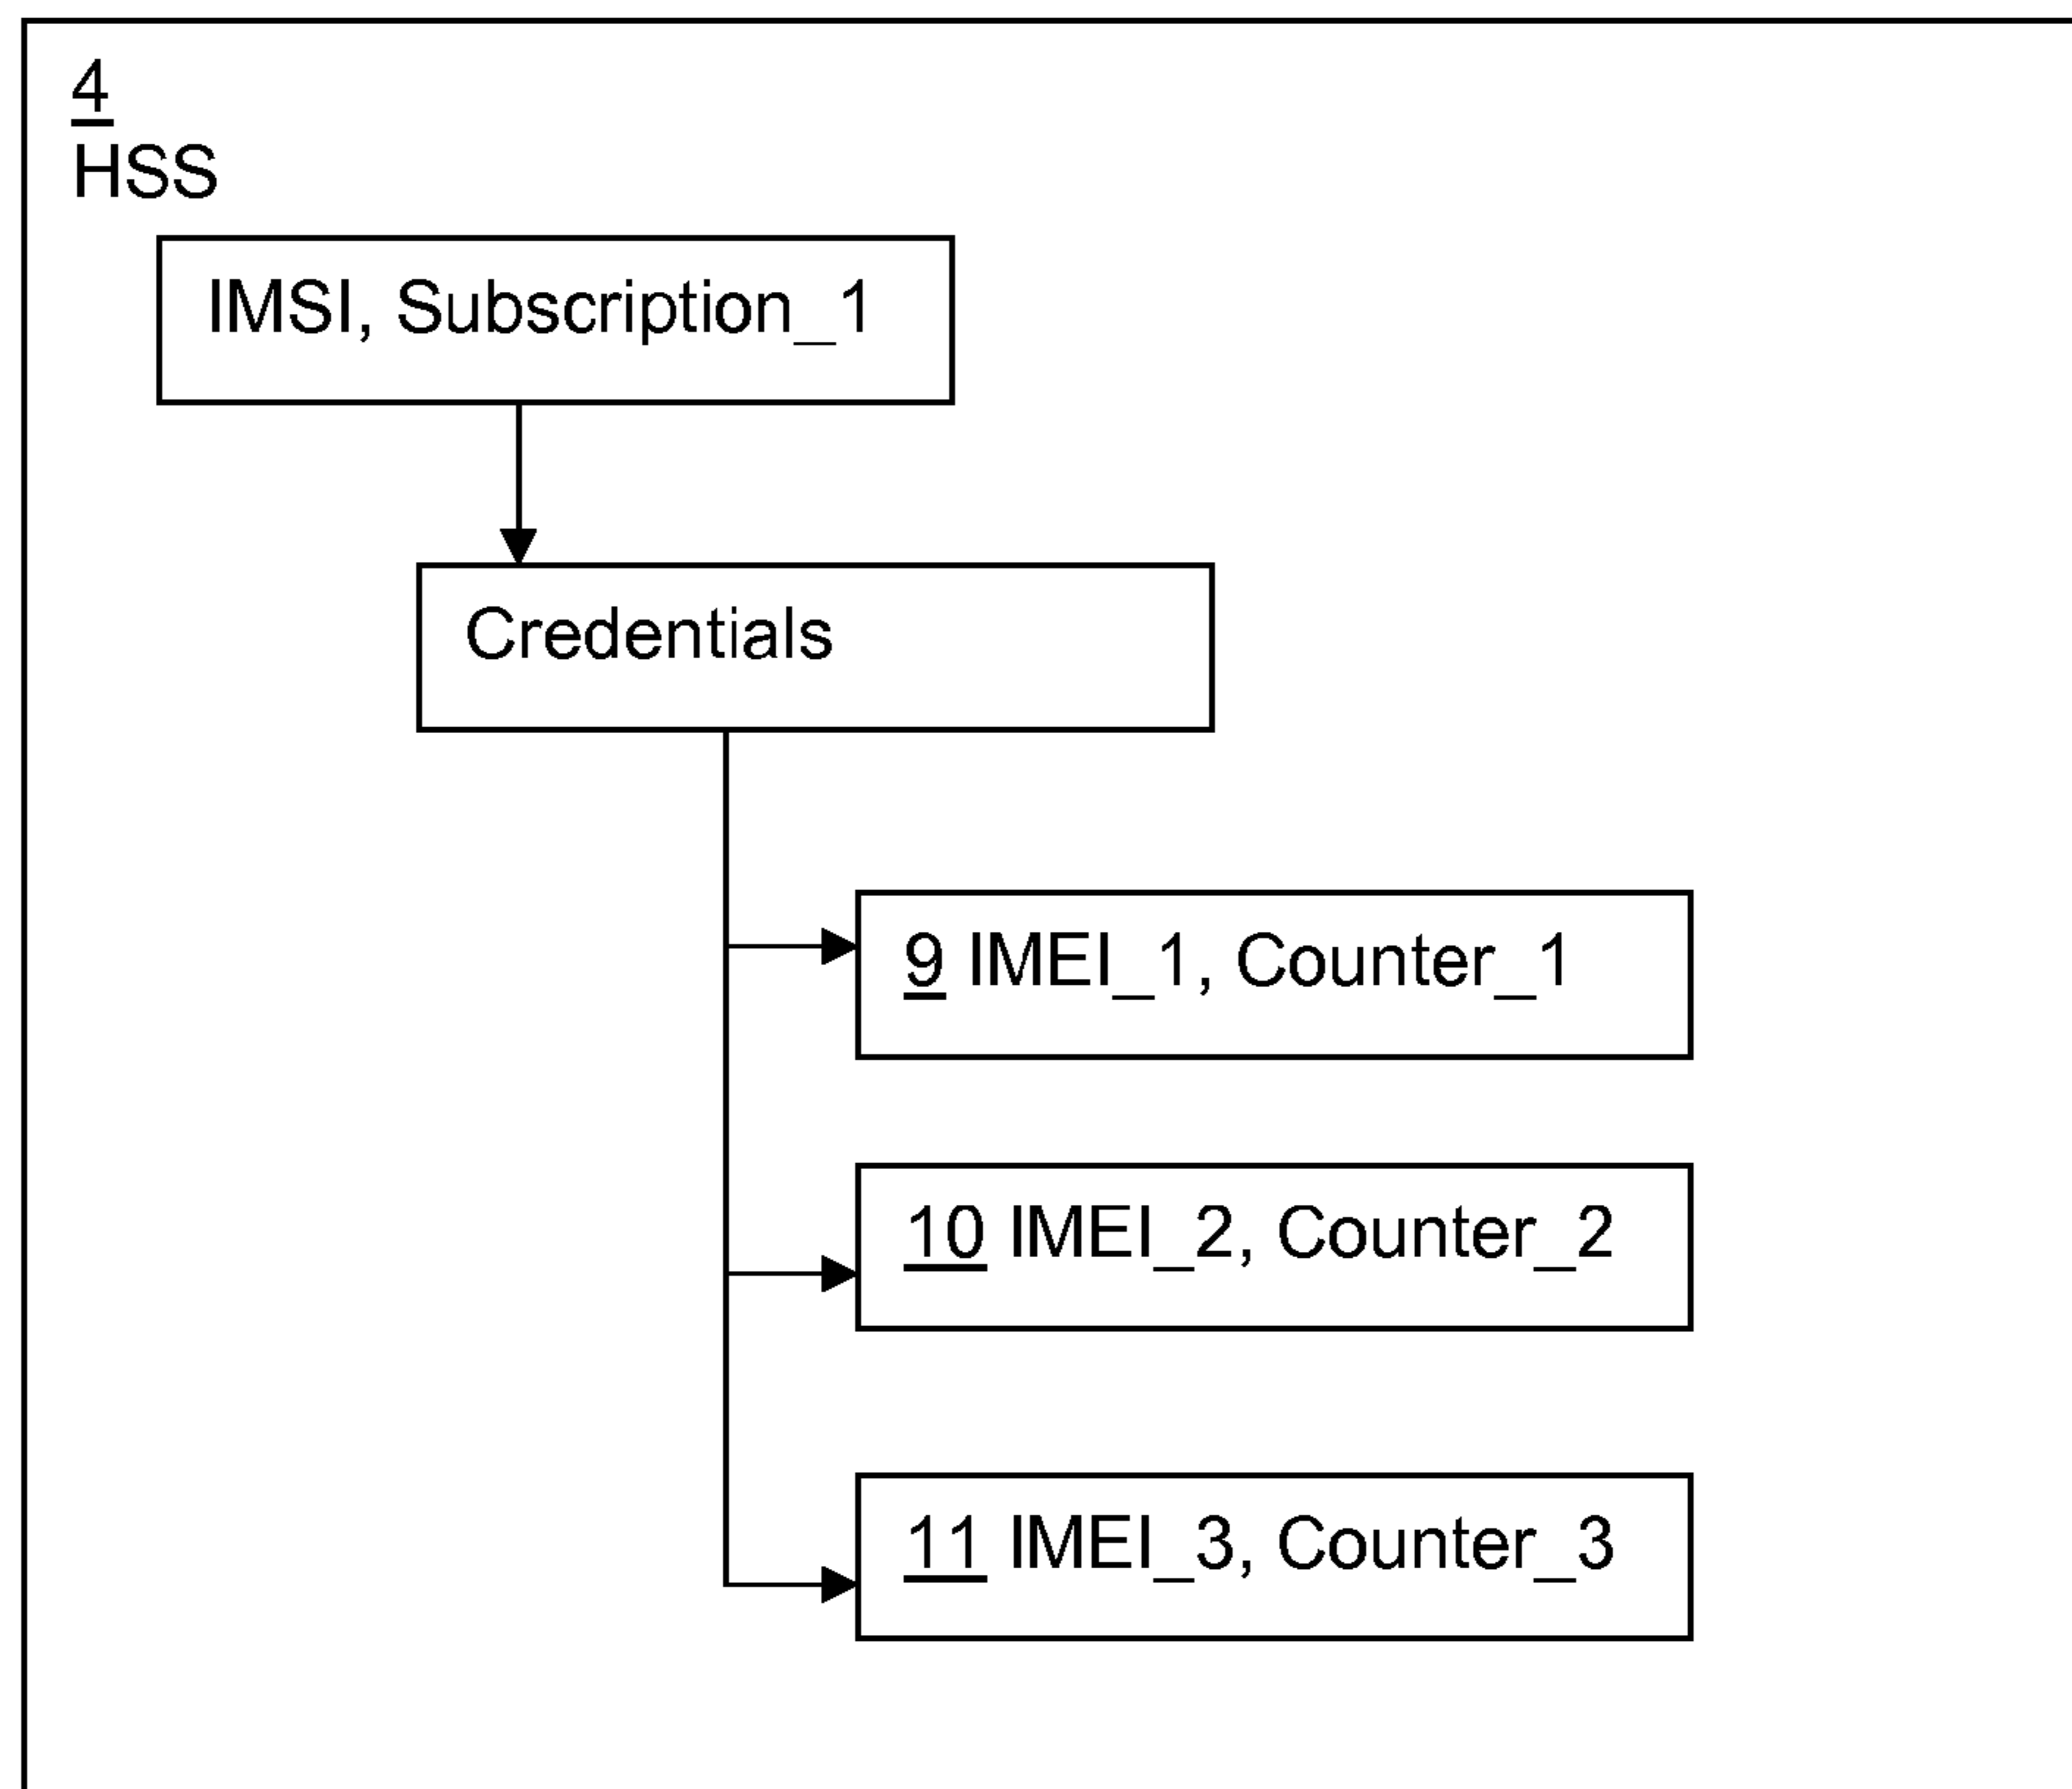 4
HSS
IMSI, Subscription_1
Credentials
9 IMEI_1, Counter_1
10 IMEI_2, Counter_2
11 IMEI_3, Counter_3